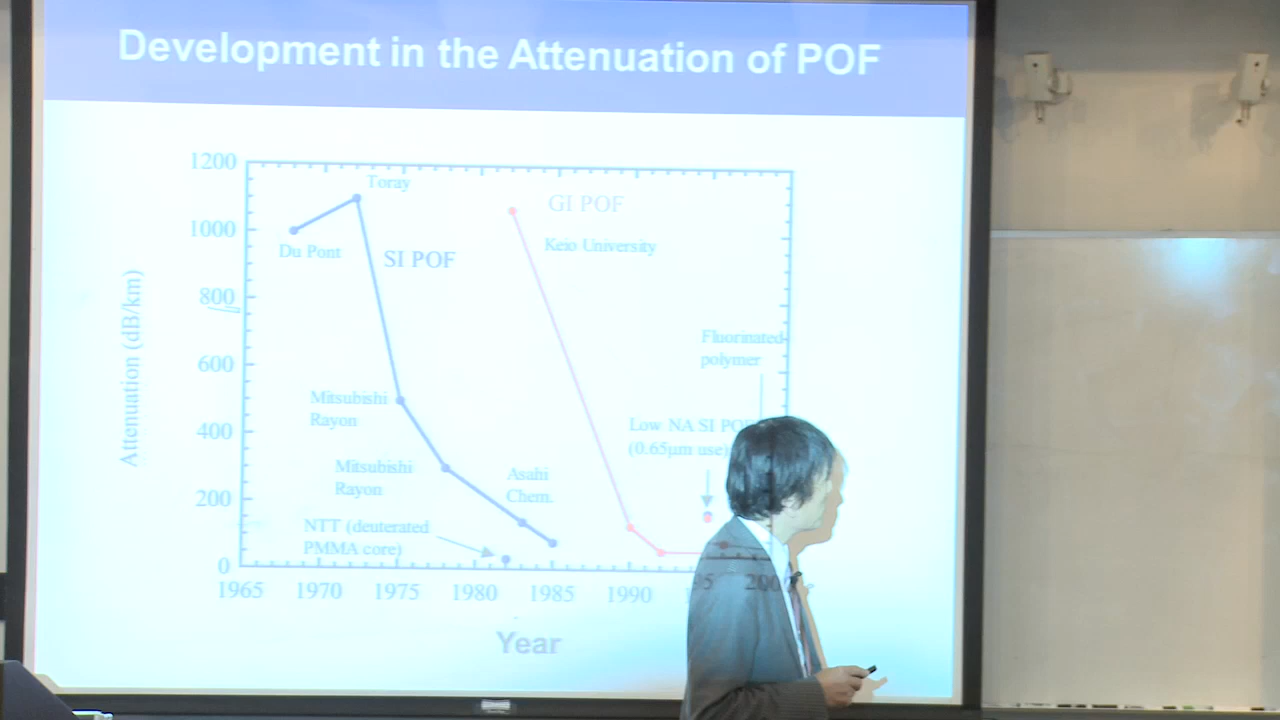 Development in the Attenuation of POF
1200
Toray
GI POF
1000
Keio University
Du Pont
SI POF
800
Attenuation (dB/km)
Fluorinated
polymer
600
Mitsubishi
Rayon
400
Low NA SI
(0.65μm use)
Mitsubishi
Rayon
Asahi
Chem.
200
NTT (deuterated
PMMA core)
0
1965 1970 1975 1980 1985 1990
Year